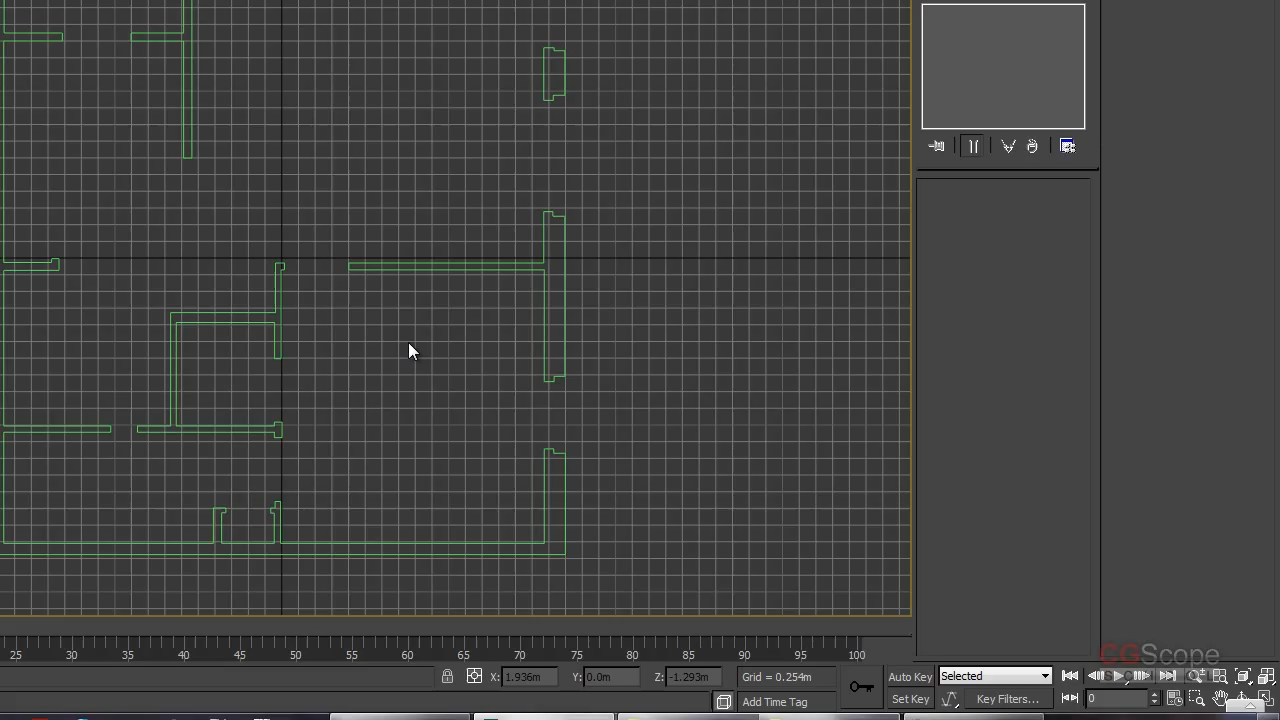 25 30 35 40 45 50 55 60 65 70 75 80 85 90 95 100
CGScope
X: 1.936m Y: 0.0m Z: -1.293m Grid = 0.254m Auto Key Selected
Add Time Tag Set Key Key Filters... 0